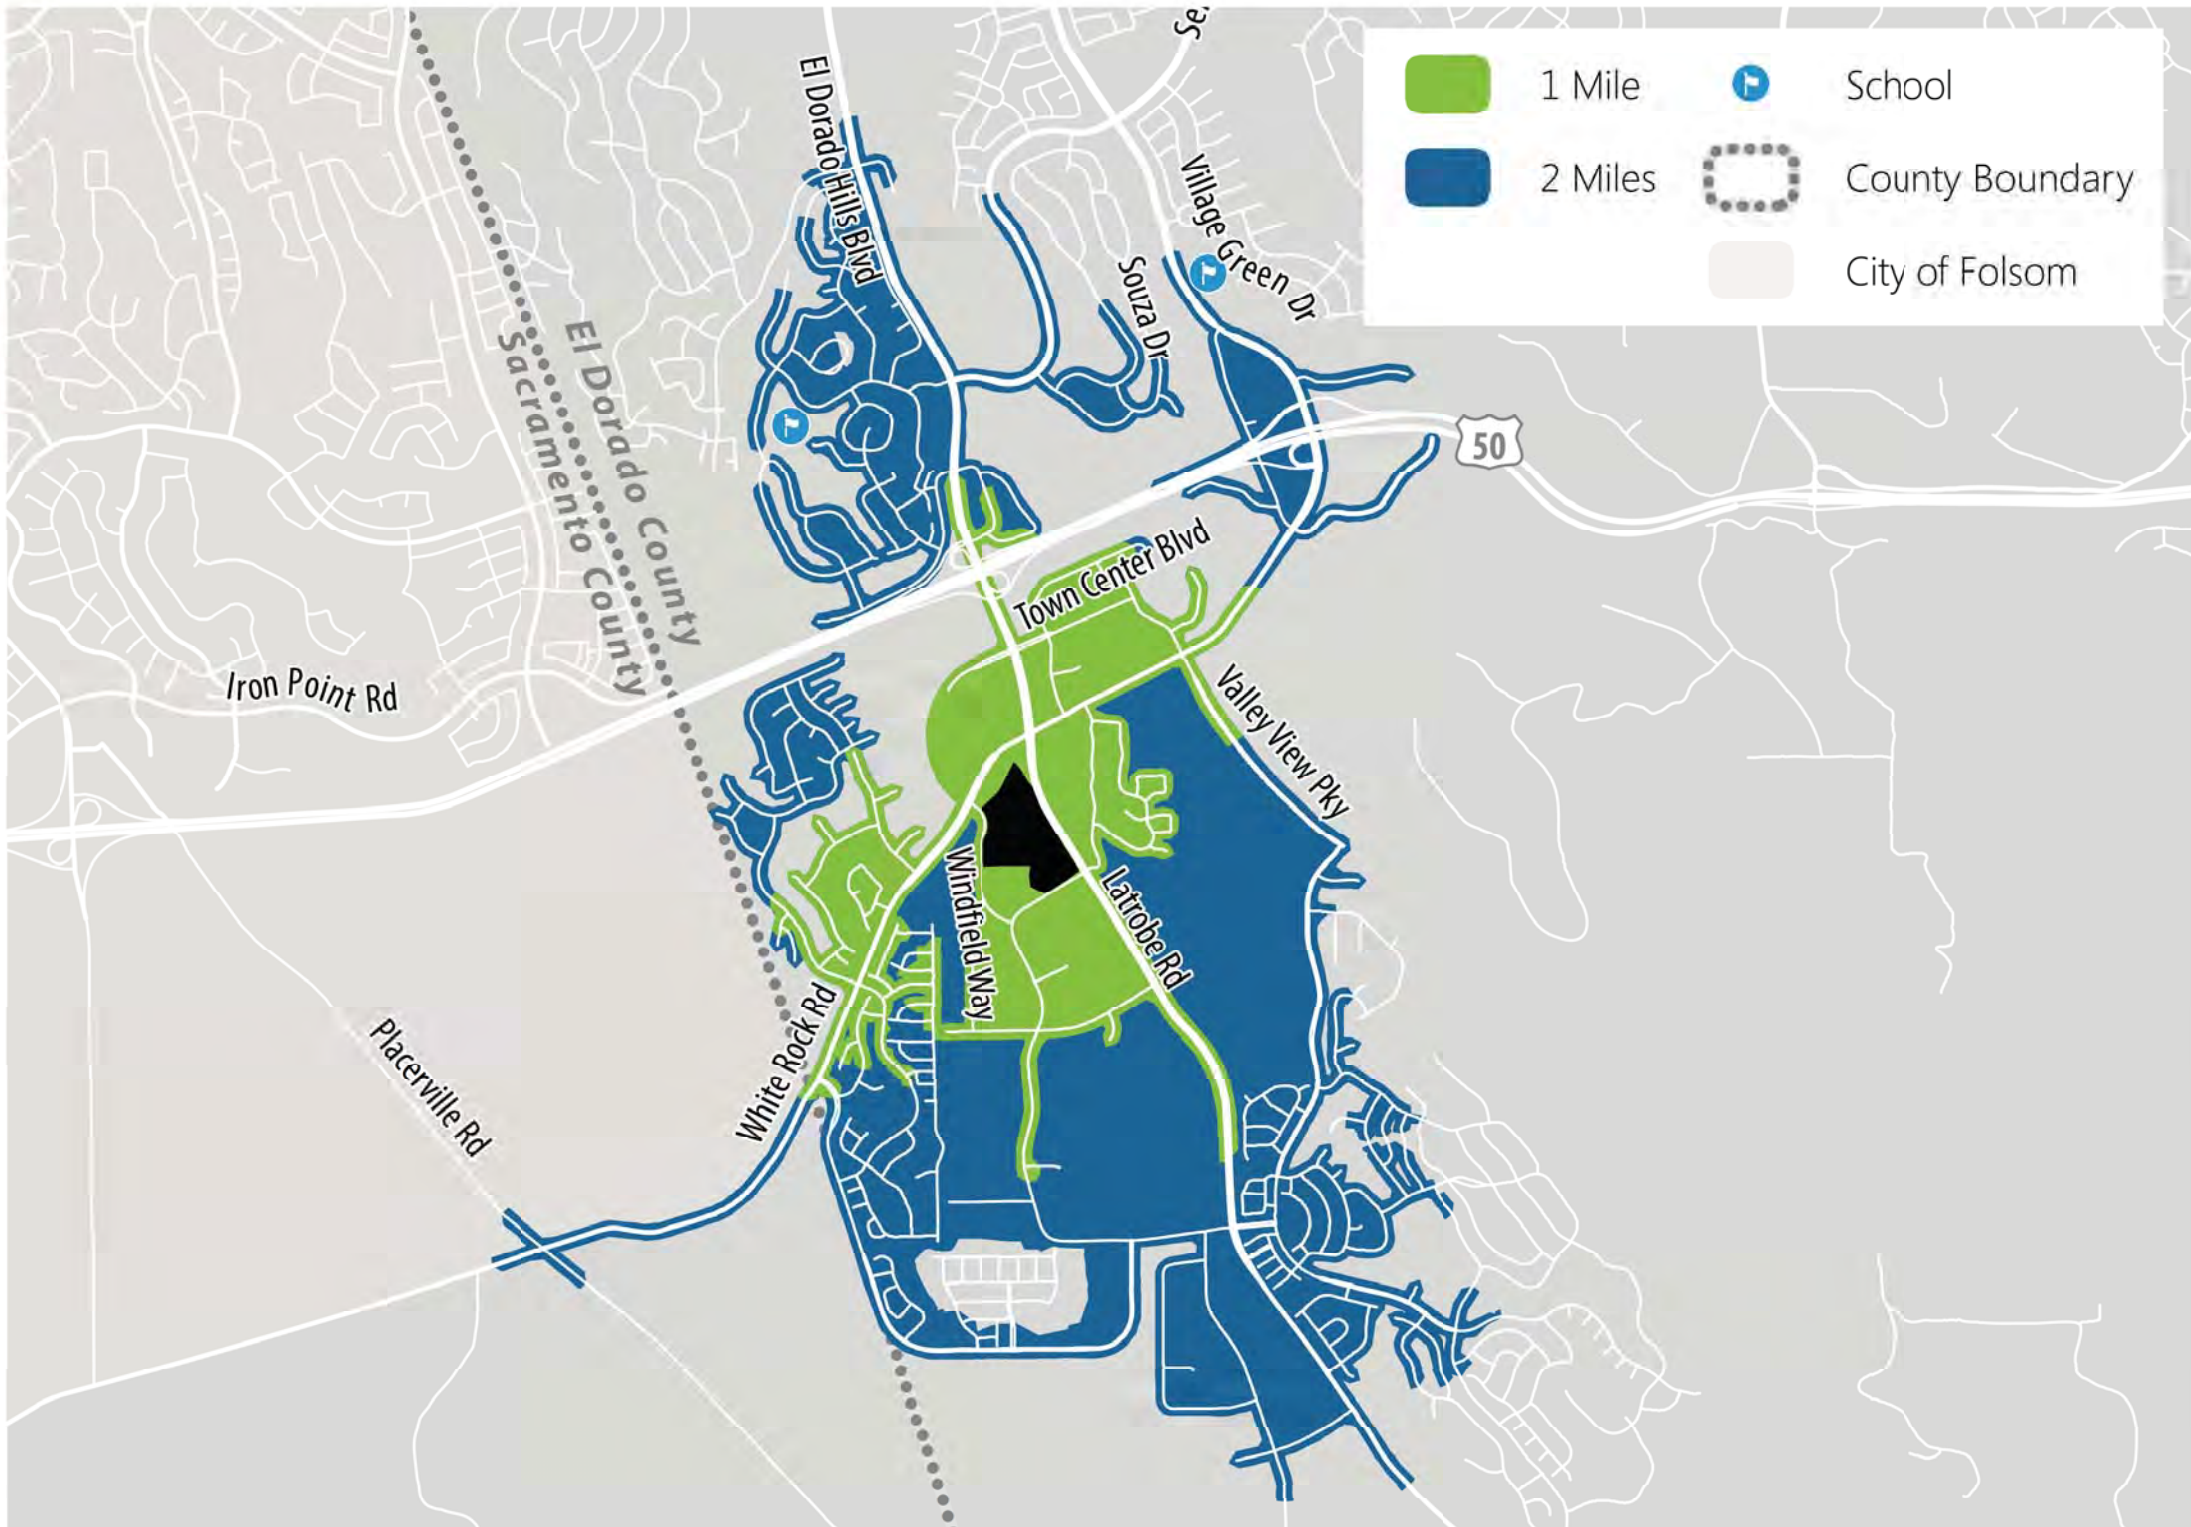 1 Mile
School
2 Miles
County Boundary
City of Folsom
El Dorado Hills Blvd
Village Green Dr
Souza Dr
El Dorado County
Sacramento County
50
Town Center Blvd
Iron Point Rd
Valley View Pky
Windfield Way
Latrobe Rd
White Rock Rd
Placerville Rd